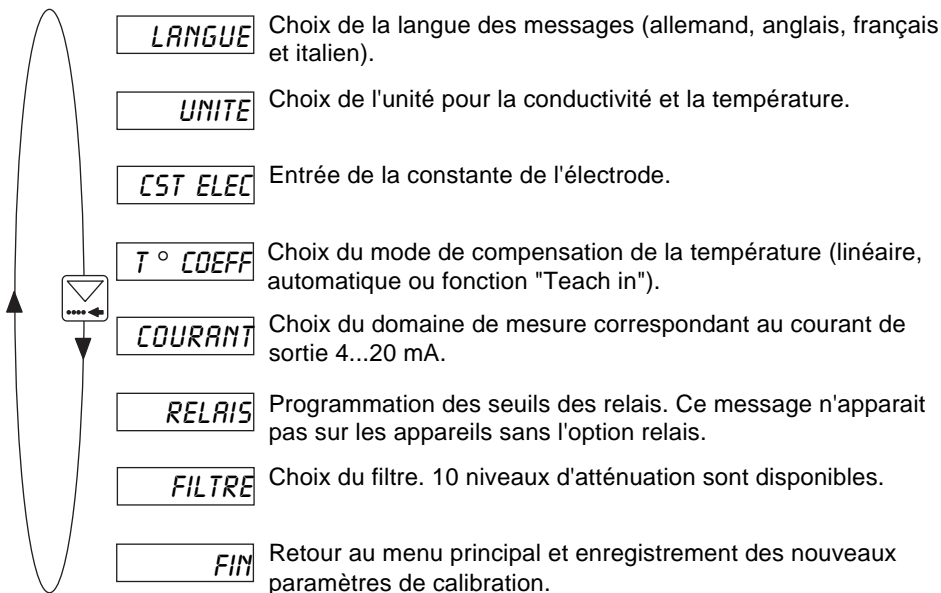 LANGUE
Choix de la langue des messages (allemand, anglais, français
et italien).
UNITE
Choix de l'unité pour la conductivité et la température.
CST ELEC
Entrée de la constante de l'électrode.
T ° COEFF
Choix du mode de compensation de la température (linéaire,
automatique ou fonction "Teach in").
COURANT
Choix du domaine de mesure correspondant au courant de
sortie 4...20 mA.
RELAIS
Programmation des seuils des relais. Ce message n'apparait
pas sur les appareils sans l'option relais.
FILTRE
Choix du filtre. 10 niveaux d'atténuation sont disponibles.
FIN
Retour au menu principal et enregistrement des nouveaux
paramètres de calibration.